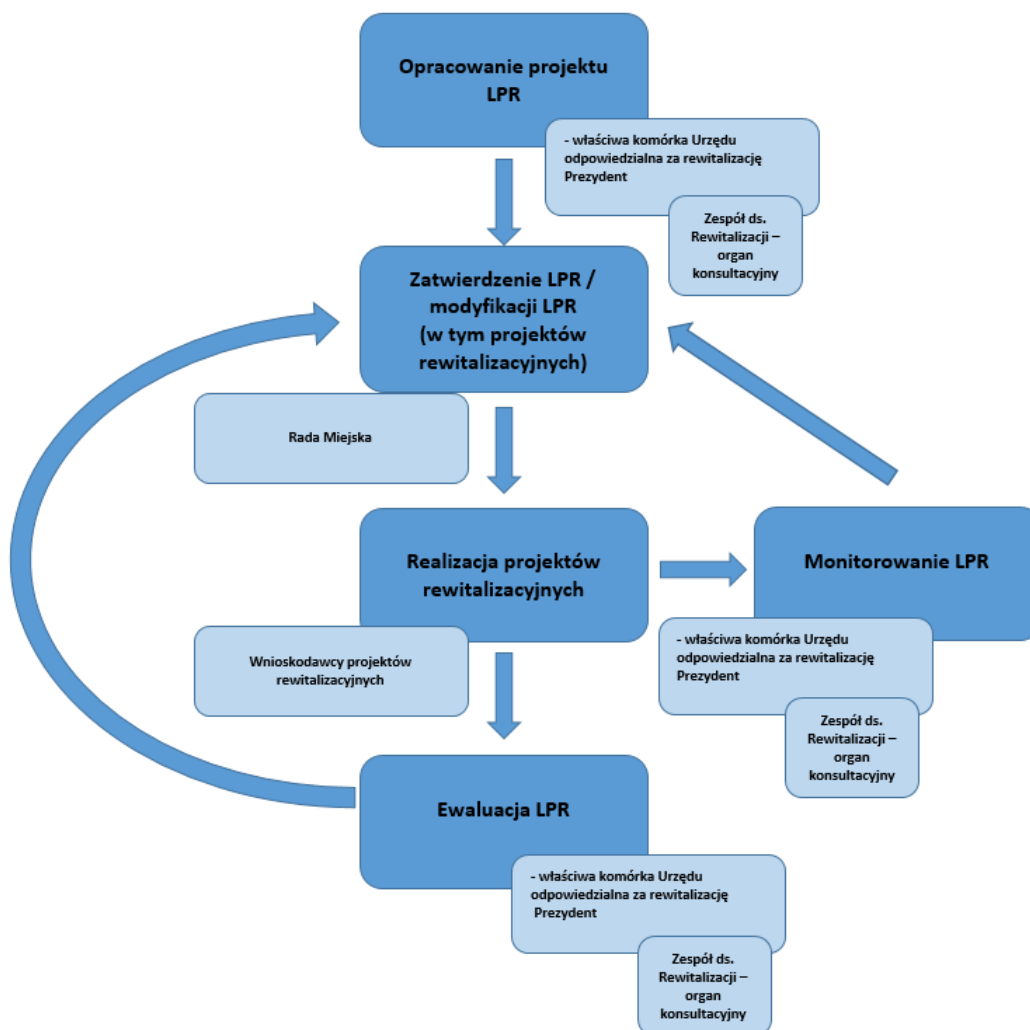 Opracowanie projektu
LPR
- właściwa komórka Urzędu
odpowiedzialna za rewitalizację
Prezydent
Zespół ds.
Rewitalizacji –
organ
konsultacyjny
Zatwierdzenie LPR /
modyfikacji LPR
(w tym projektów
rewitalizacyjnych)
Rada Miejska
Realizacja projektów
rewitalizacyjnych
Wnioskodawcy projektów
rewitalizacyjnych
Monitorowanie LPR
- właściwa komórka Urzędu
odpowiedzialna za rewitalizację
Prezydent
Zespół ds.
Rewitalizacji –
organ
konsultacyjny
Ewaluacja LPR
- właściwa komórka Urzędu
odpowiedzialna za rewitalizację
Prezydent
Zespół ds.
Rewitalizacji –
organ
konsultacyjny